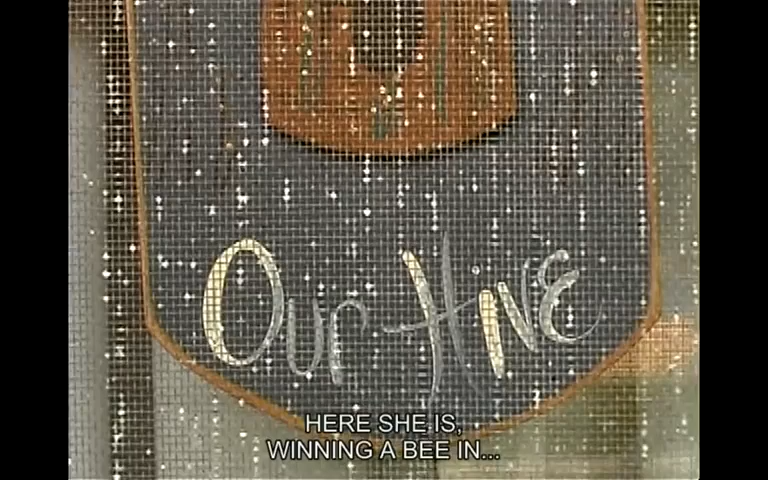 Our Hive
HERE SHE IS,
WINNING A BEE IN...